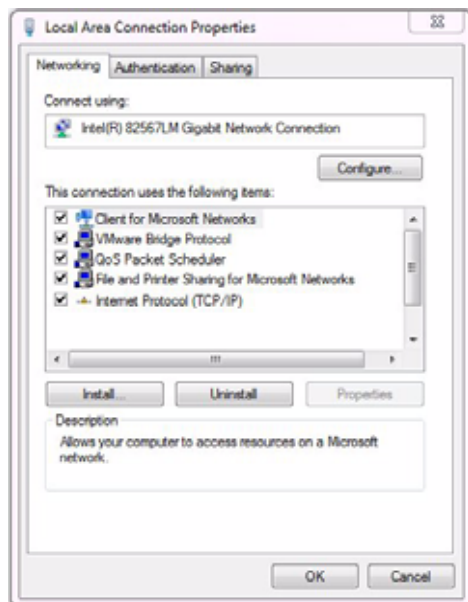 Local Area Connection Properties
Networking Authentication Sharing
Connect using:
Intel(R) 82567LM Gigabit Network Connection
Configure...
This connection uses the following items:
Client for Microsoft Networks
VMware Bridge Protocol
QoS Packet Scheduler
File and Printer Sharing for Microsoft Networks
Internet Protocol (TCP/IP)
Install... Uninstall Properties
Description
Allows your computer to access resources on a Microsoft
network.
OK Cancel